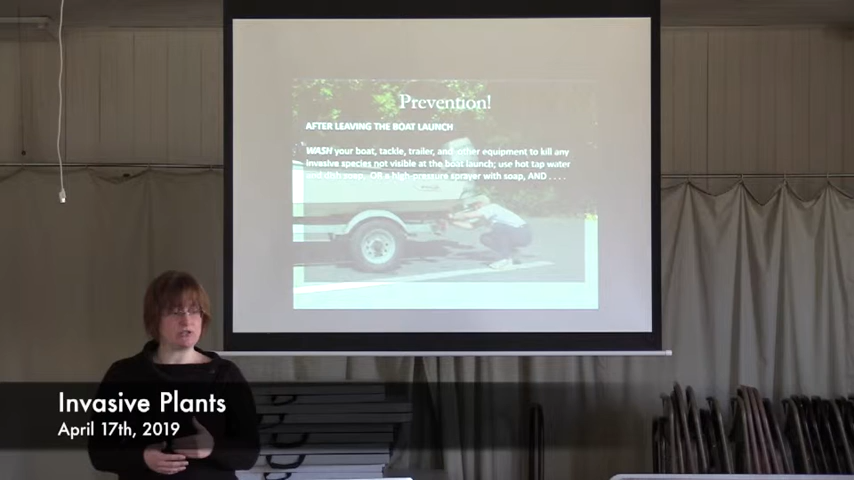 Prevention!
AFTER LEAVING THE BOAT LAUNCH
WASH your boat, tackle, trailer, and other equipment to kill any
invasive species not visible at the boat launch; use hot tap water
and dish soap, OR a high-pressure sprayer with soap, AND . . . .
Invasive Plants
April 17th, 2019